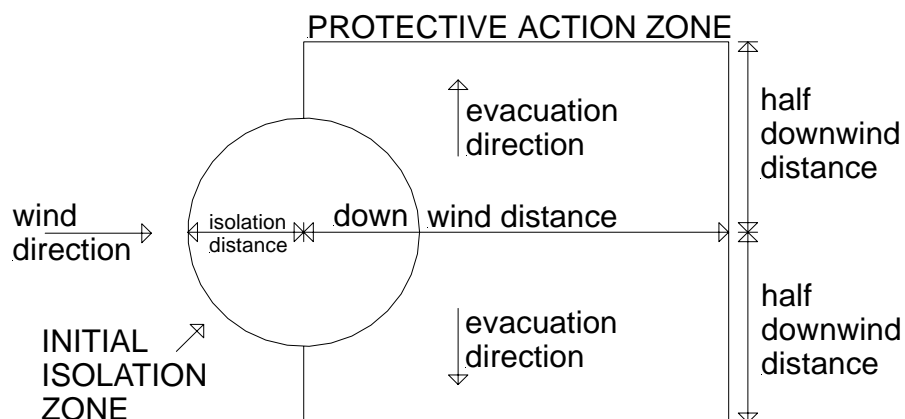 PROTECTIVE ACTION ZONE
evacuation
direction
half
downwind
distance
wind
direction
isolation
distance
down wind distance
evacuation
direction
half
downwind
distance
INITIAL
ISOLATION
ZONE